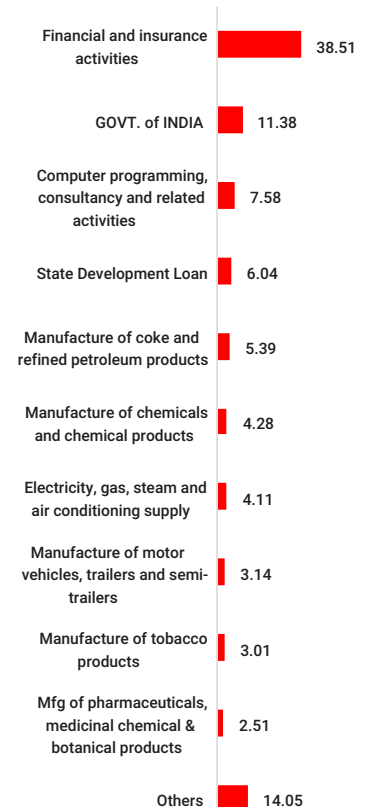 Financial and insurance
activities
38.51
GOVT. of INDIA
11.38
Computer programming,
consultancy and related
activities
7.58
State Development Loan
6.04
Manufacture of coke and
refined petroleum products
5.39
Manufacture of chemicals
and chemical products
4.28
Electricity, gas, steam and
air conditioning supply
4.11
Manufacture of motor
vehicles, trailers and semi-
trailers
3.14
Manufacture of tobacco
products
3.01
Mfg of pharmaceuticals,
medicinal chemical &
botanical products
2.51
Others
14.05